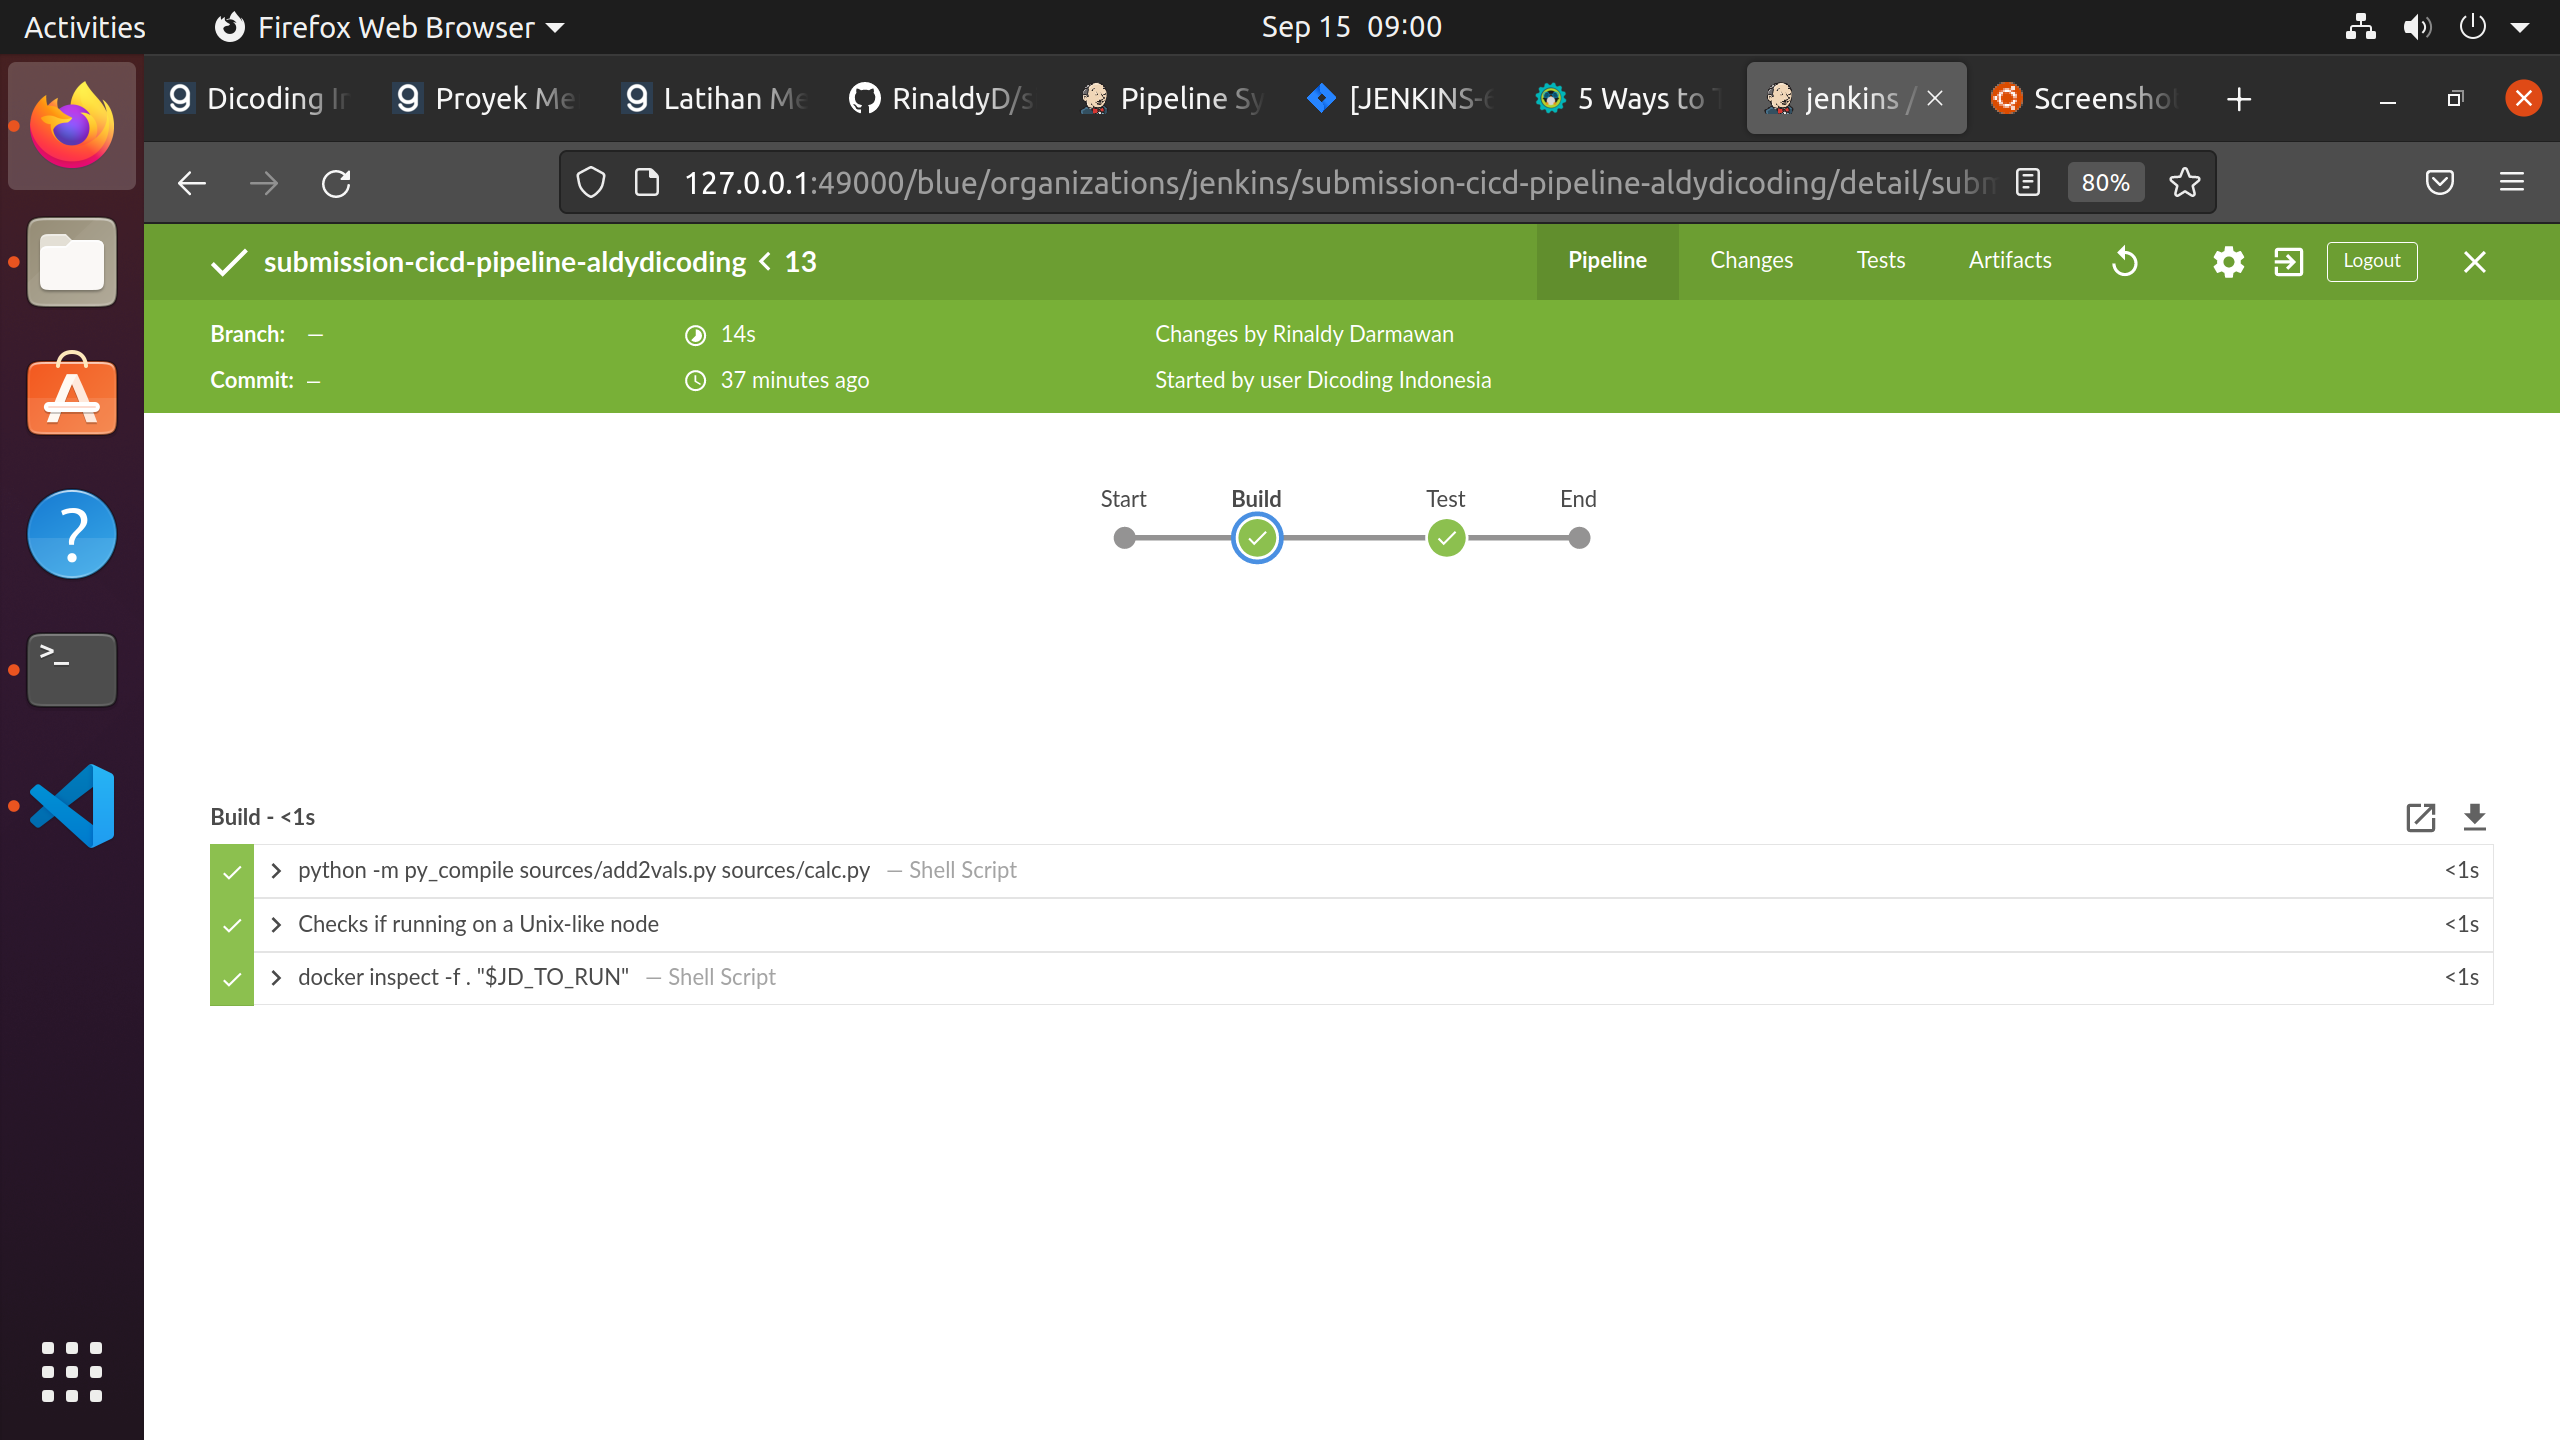 Activities
Firefox Web Browser
Sep 15 09:00
Dicoding
Proyek Me
Latihan Me
RinaldyD/s
Pipeline Sy
[JENKINS-6
5 Ways to T
jenkins /
Screenshot
127.0.0.1:49000/blue/organizations/jenkins/submission-cicd-pipeline-aldydicoding/detail/subm
80%
submission-cicd-pipeline-aldydicoding < 13
Pipeline
Changes
Tests
Artifacts
Logout
Branch: —
14s
Changes by Rinaldy Darmawan
Commit: —
37 minutes ago
Started by user Dicoding Indonesia
Start
Build
Test
End
Build - <1s
python -m py_compile sources/add2vals.py sources/calc.py — Shell Script <1s
Checks if running on a Unix-like node <1s
docker inspect -f . "$JD_TO_RUN" — Shell Script <1s